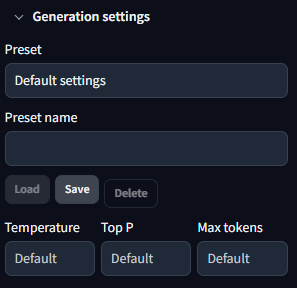 Generation settings
Preset
Default settings
Preset name
Load Save Delete
Temperature Top P Max tokens
Default Default Default